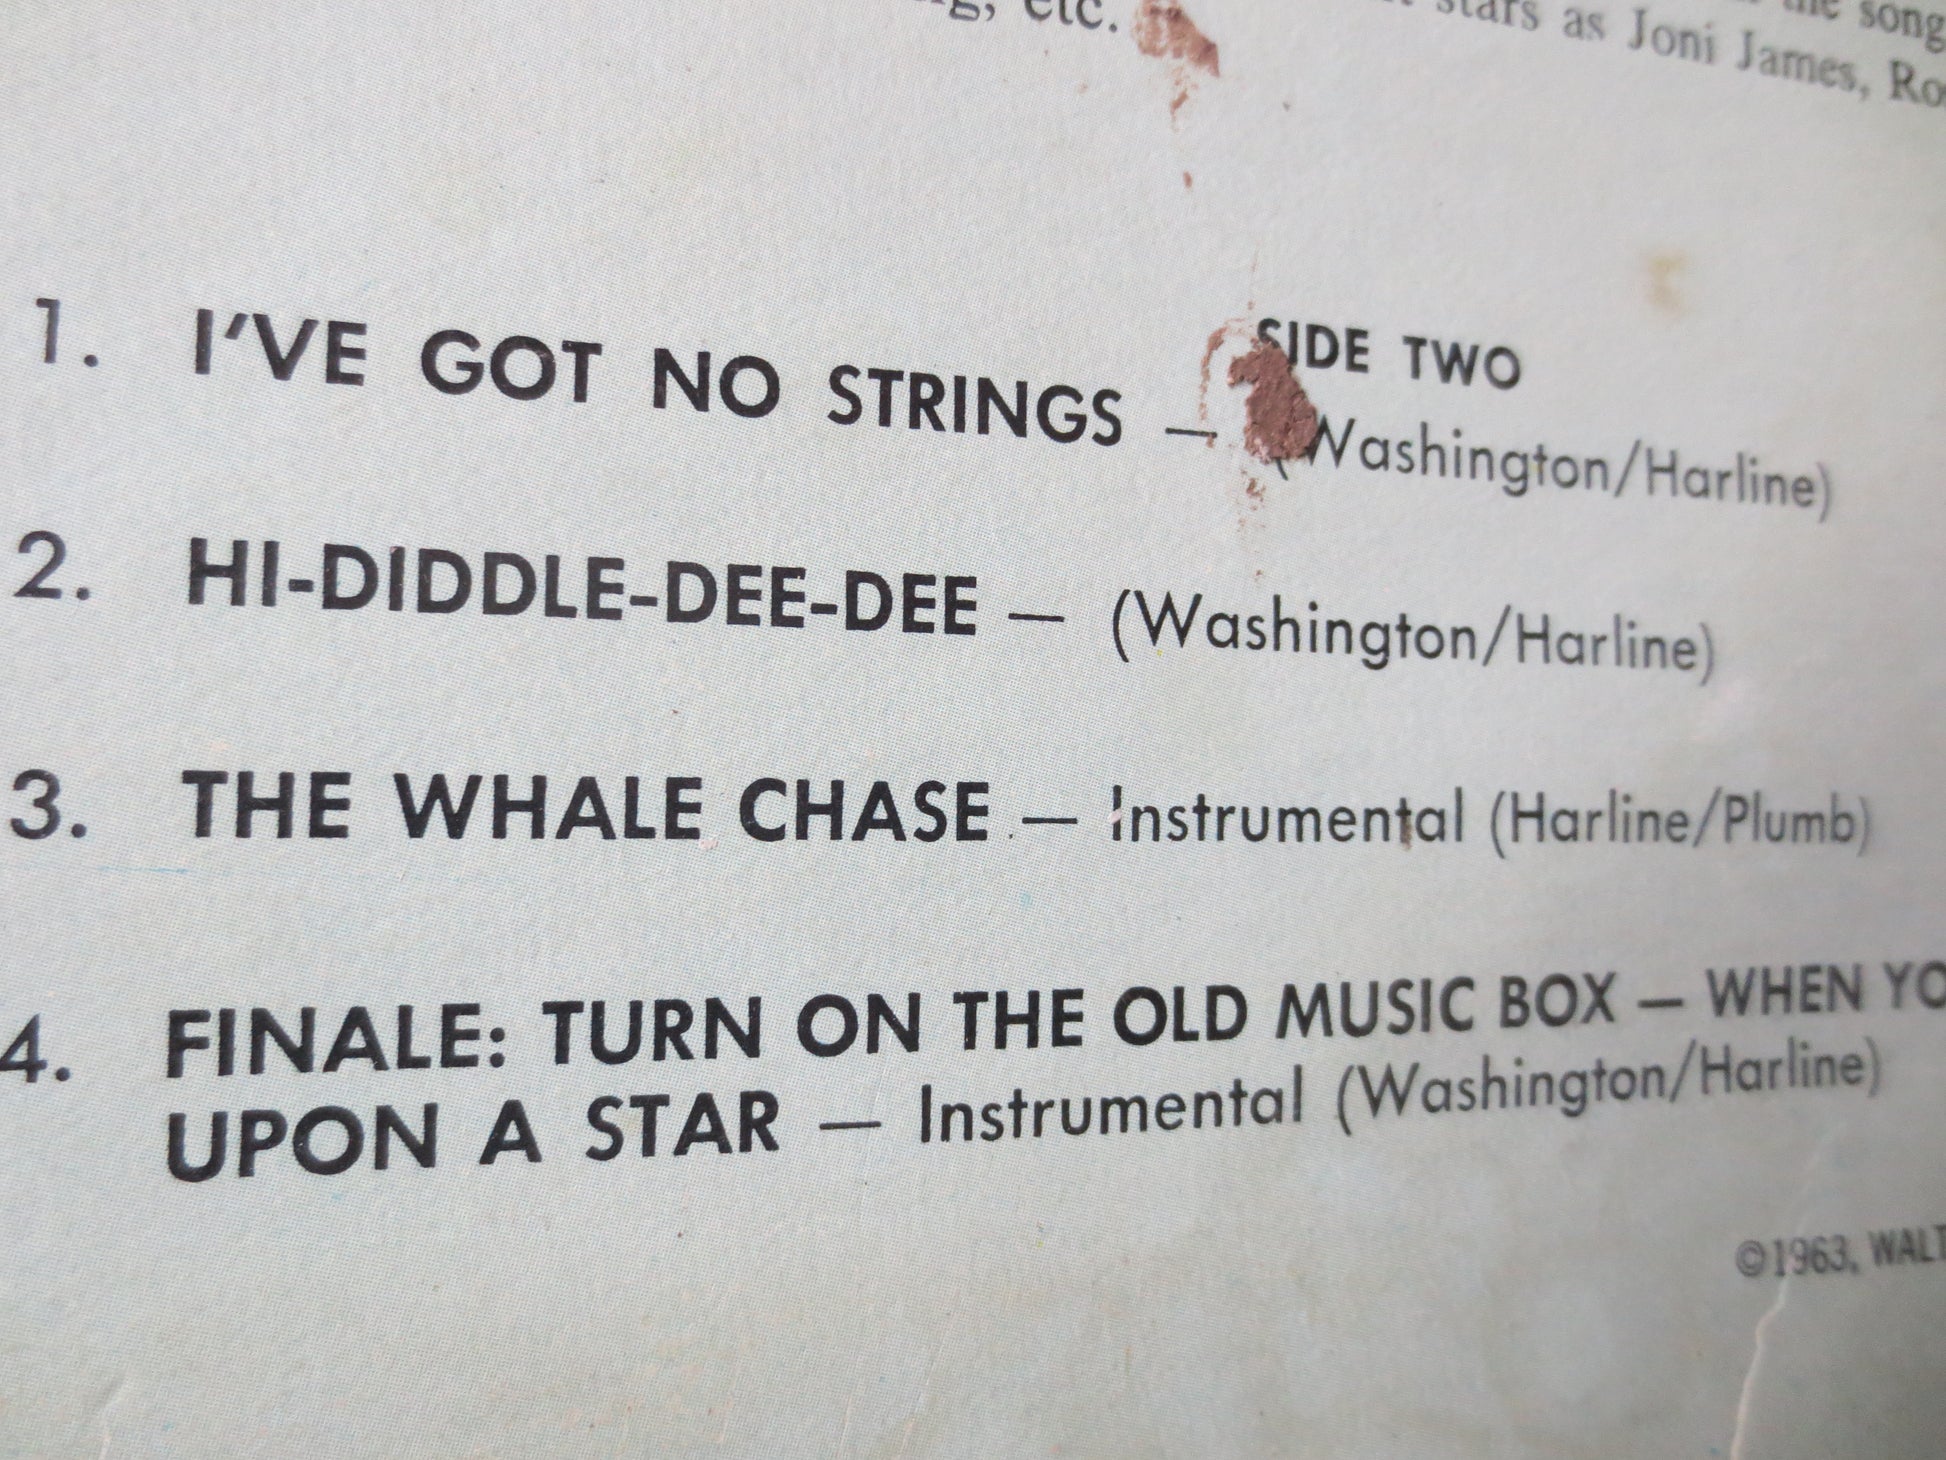 etc.
the song
stars as Joni James,
SIDE TWO
1. I'VE GOT NO STRINGS — (Washington/Harline)
2. HI-DIDDLE-DEE-DEE — (Washington/Harline)
3. THE WHALE CHASE — Instrumental (Harline/Plumb)
4. FINALE: TURN ON THE OLD MUSIC BOX — WHEN
UPON A STAR — Instrumental (Washington/Harline)
©1963, WALT